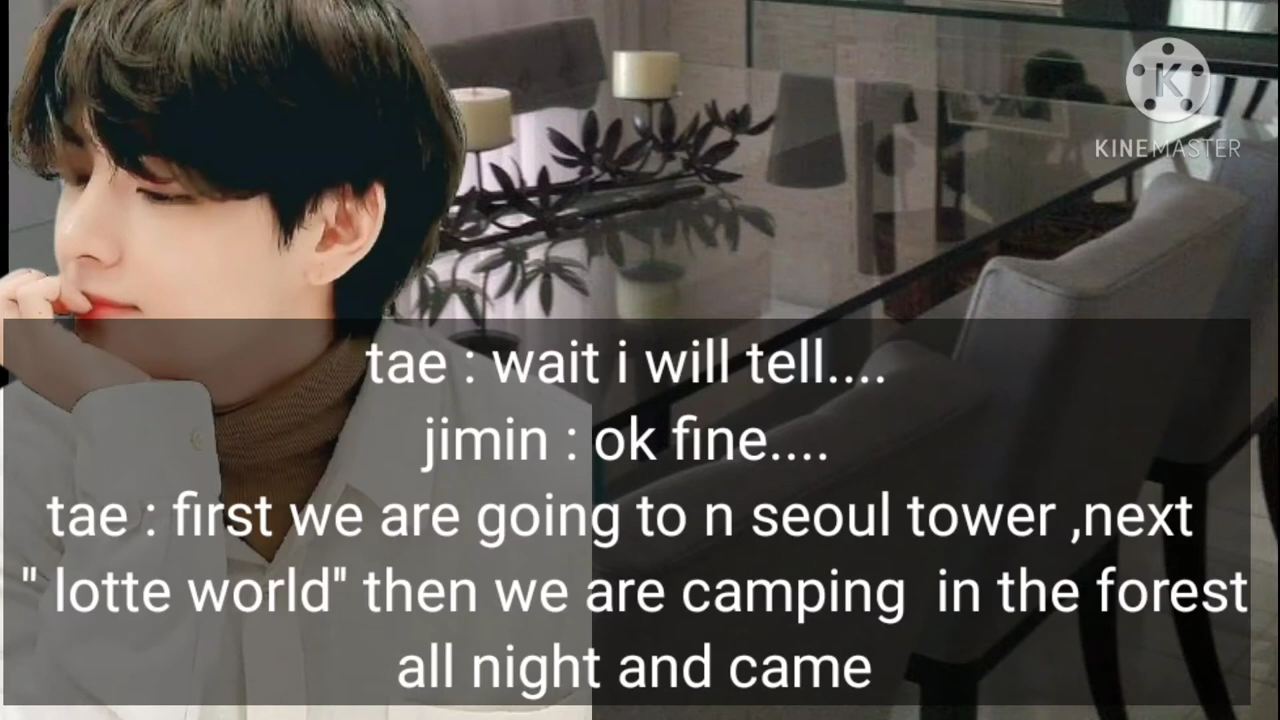 K
KINEMASTER
tae : wait i will tell....
jimin : ok fine....
tae : first we are going to n seoul tower ,next
" lotte world" then we are camping  in the forest
all night and came